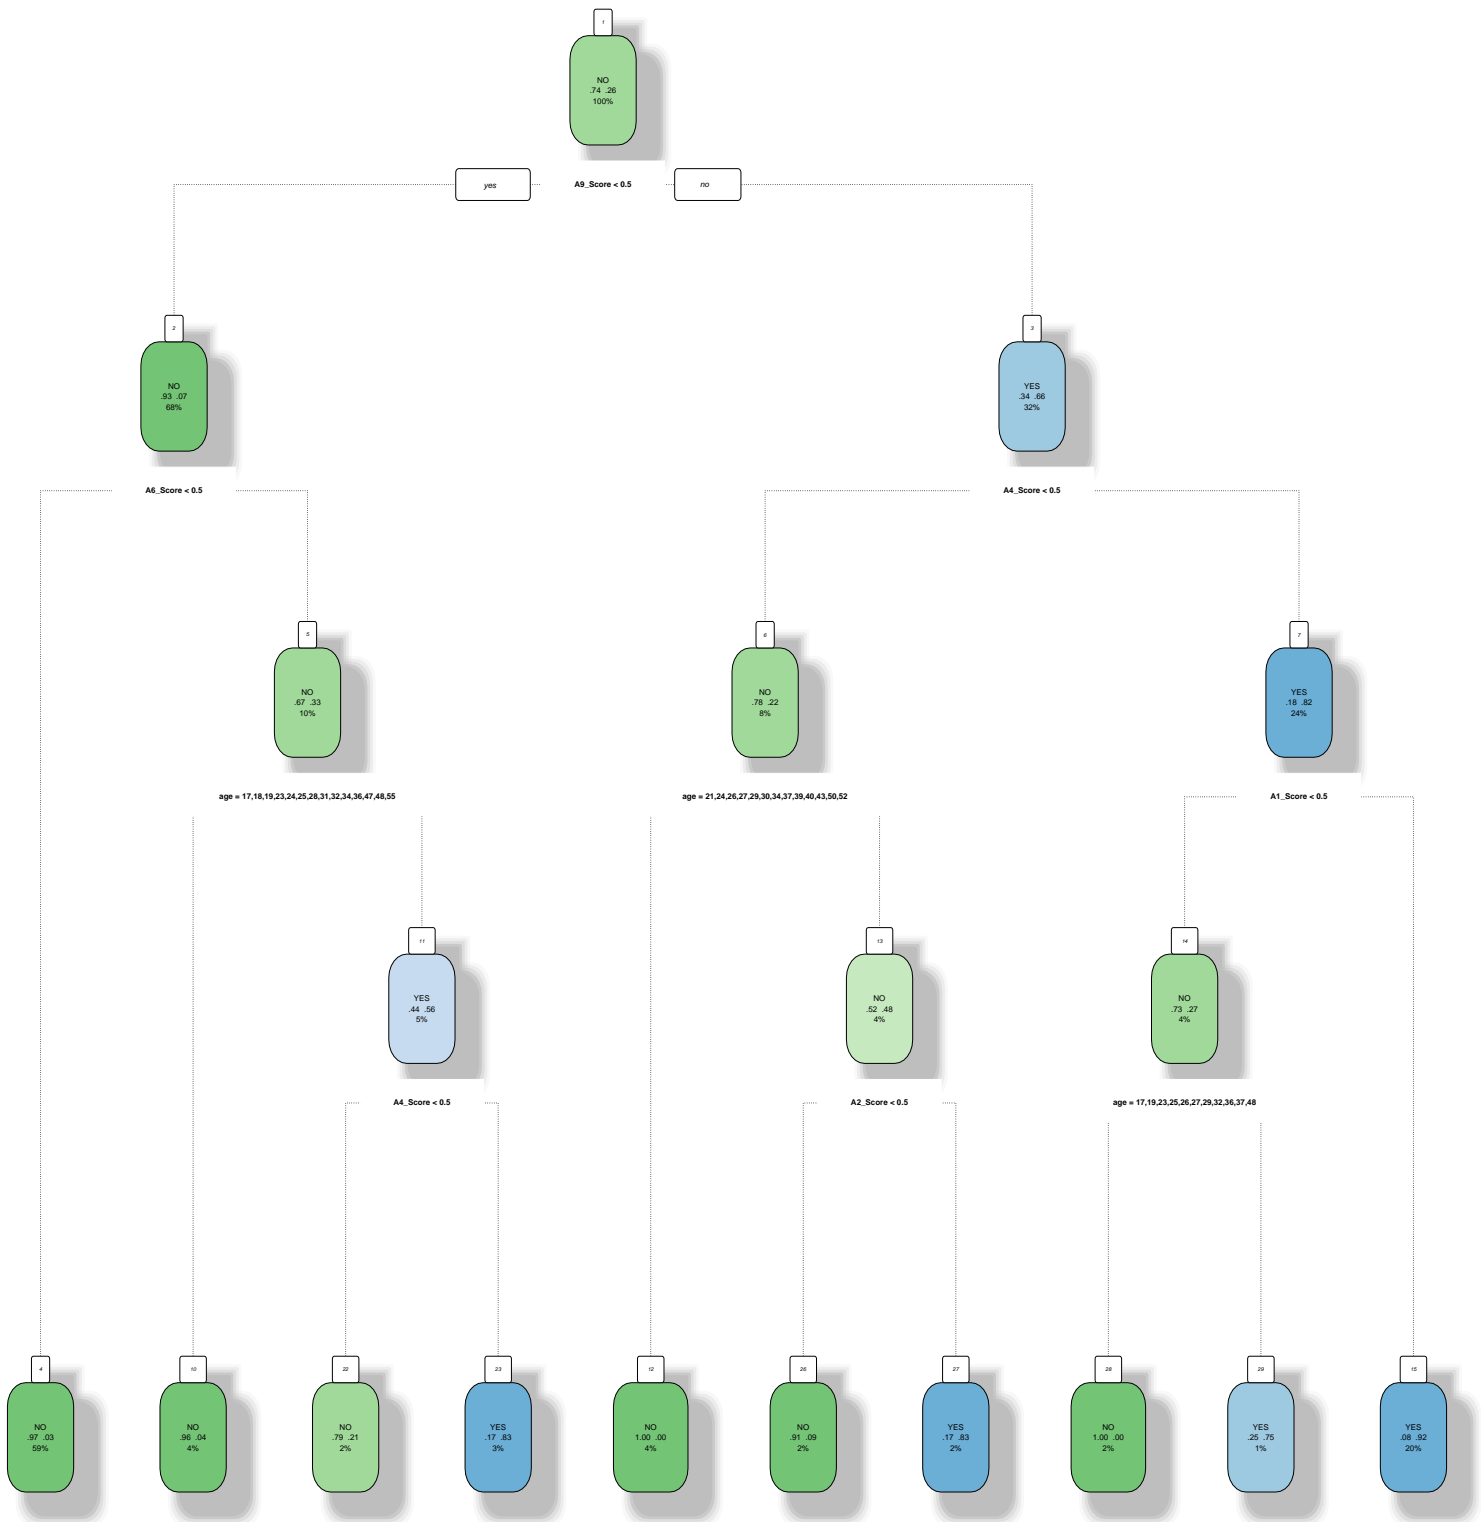 1
NO
.74 .26
100%
yes
A9_Score < 0.5
no
2
NO
.93 .07
68%
3
YES
.34 .66
32%
A6_Score < 0.5
A4_Score < 0.5
5
NO
.67 .33
10%
6
NO
.78 .22
8%
7
YES
.18 .82
24%
age = 17,18,19,23,24,25,28,31,32,34,36,47,48,55
age = 21,24,26,27,29,30,34,37,39,40,43,50,52
A1_Score < 0.5
11
YES
.44 .56
5%
13
NO
.52 .48
4%
14
NO
.73 .27
4%
A4_Score < 0.5
A2_Score < 0.5
age = 17,19,23,25,26,27,29,32,36,37,48
4
NO
.97 .03
59%
10
NO
.96 .04
4%
22
NO
.79 .21
2%
23
YES
.17 .83
3%
12
NO
1.00 .00
4%
26
NO
.91 .09
2%
27
YES
.17 .83
2%
28
NO
1.00 .00
2%
29
YES
.25 .75
1%
15
YES
.08 .92
20%